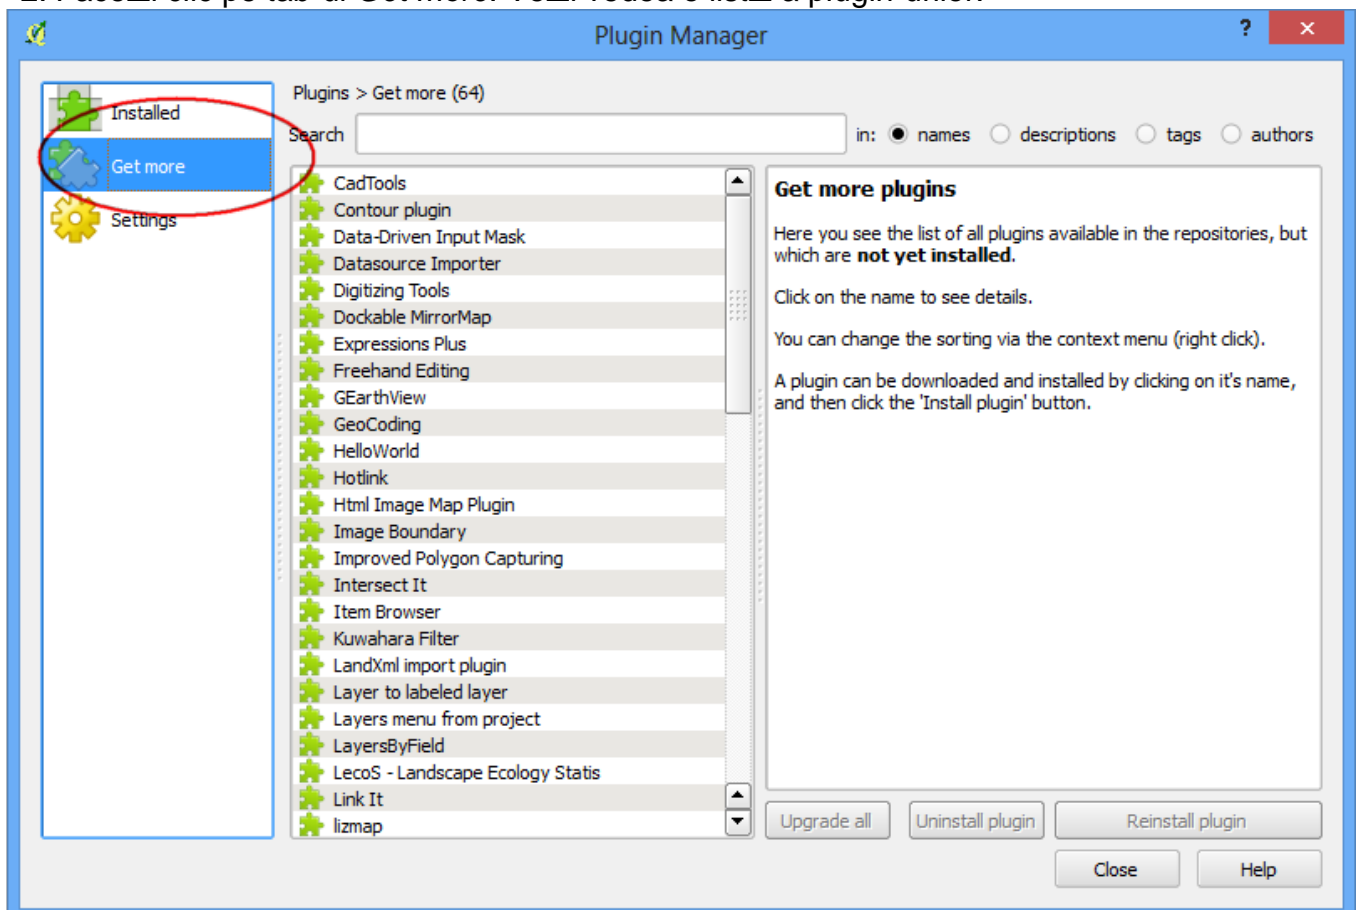 Plugin Manager
?
Installed
Get more
Settings
Plugins > Get more (64)
Search
in: names descriptions tags authors
CadTools
Contour plugin
Data-Driven Input Mask
Datasource Importer
Digitizing Tools
Dockable MirrorMap
Expressions Plus
Freehand Editing
GEarthView
GeoCoding
HelloWorld
Hotlink
Html Image Map Plugin
Image Boundary
Improved Polygon Capturing
Intersect It
Item Browser
Kuwahara Filter
LandXml import plugin
Layer to labeled layer
Layers menu from project
LayersByField
LecoS - Landscape Ecology Statis
Link It
lizmap
Get more plugins
Here you see the list of all plugins available in the repositories, but
which are not yet installed.
Click on the name to see details.
You can change the sorting via the context menu (right click).
A plugin can be downloaded and installed by clicking on it's name,
and then click the 'Install plugin' button.
Upgrade all
Uninstall plugin
Reinstall plugin
Close
Help